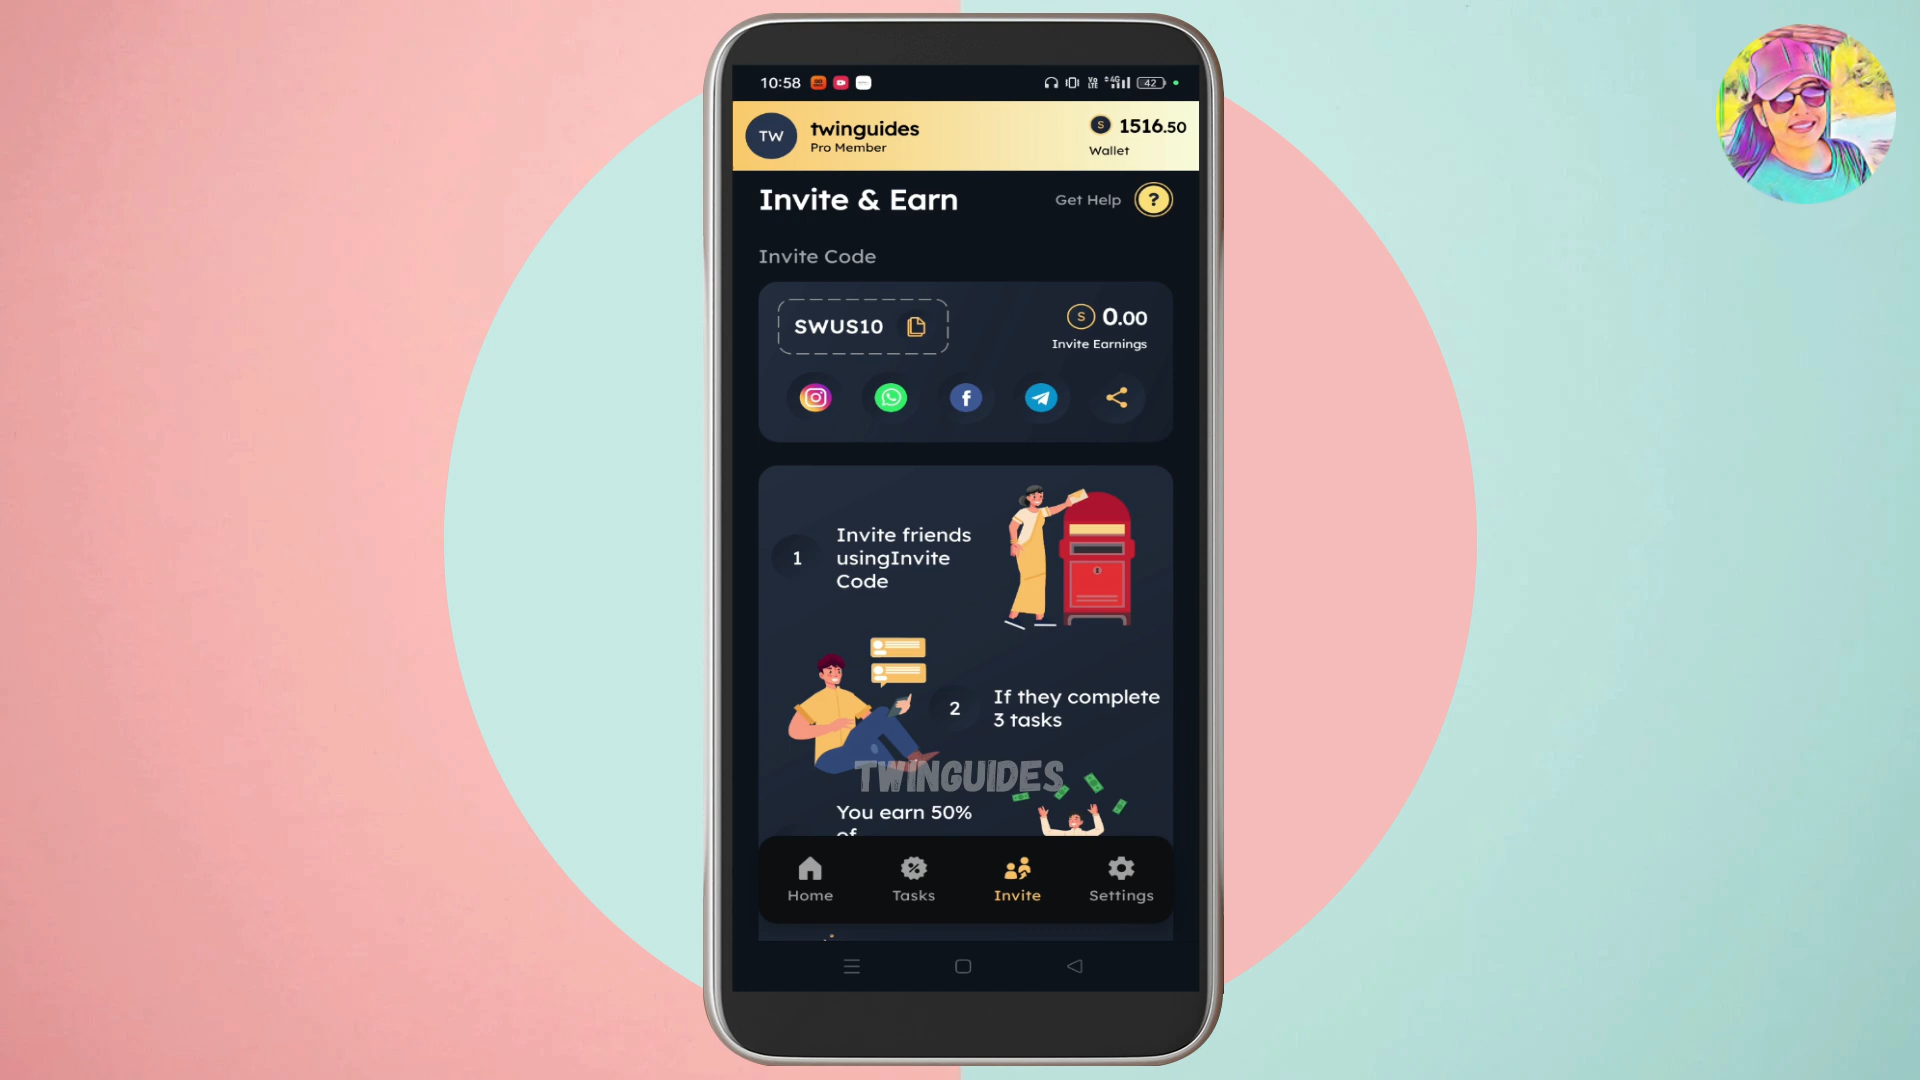 10:58
42
TW
twinguides
Pro Member
S 1516.50
Wallet
Invite & Earn
Get Help ?
Invite Code
SWUS10
S 0.00
Invite Earnings
1
Invite friends
usingInvite
Code
2
If they complete
3 tasks
TWINGUIDES
You earn 50%
of
Home
Tasks
Invite
Settings